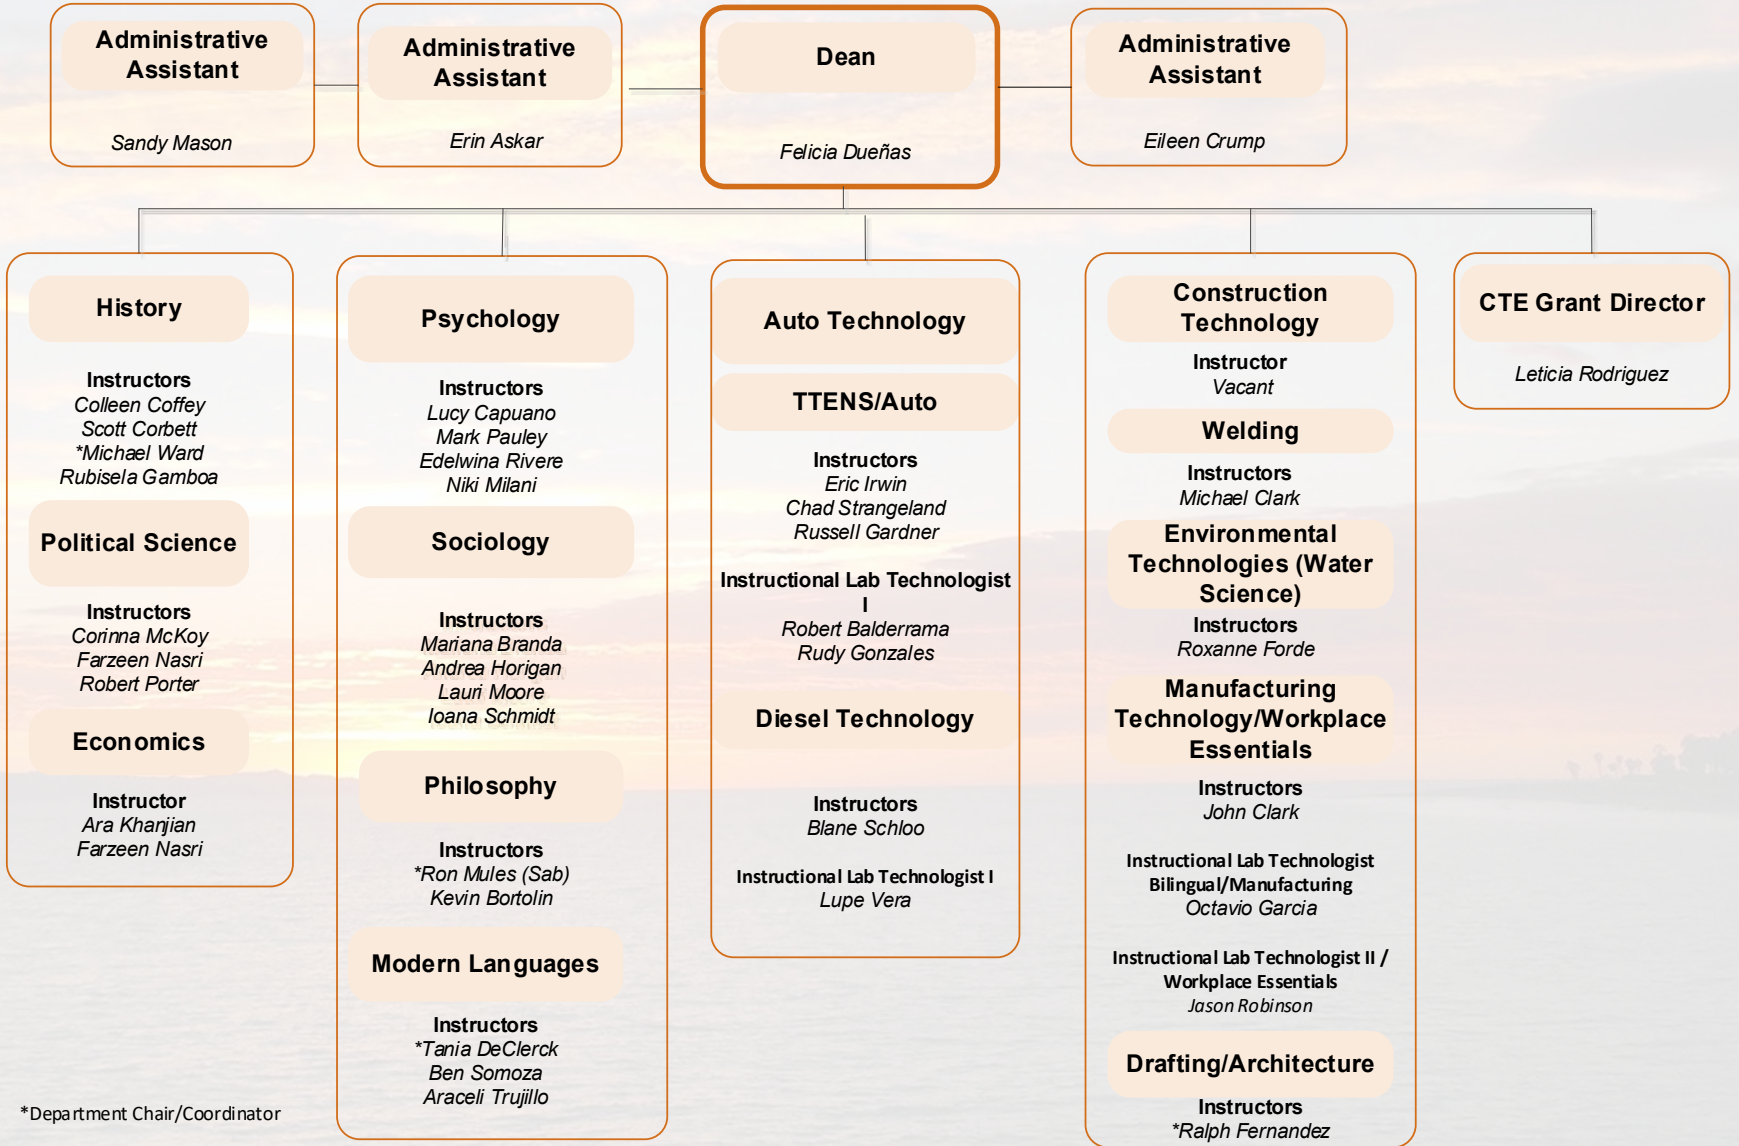 Administrative
Assistant
Sandy Mason
Administrative
Assistant
Erin Askar
Dean
Felicia Dueñas
Administrative
Assistant
Eileen Crump
History
Instructors
Colleen Coffey
Scott Corbett
*Michael Ward
Rubisela Gamboa
Political Science
Instructors
Corinna McKoy
Farzeen Nasri
Robert Porter
Economics
Instructor
Ara Khanjian
Farzeen Nasri
Psychology
Instructors
Lucy Capuano
Mark Pauley
Edelwina Rivere
Niki Milani
Sociology
Instructors
Mariana Branda
Andrea Horigan
Lauri Moore
Ioana Schmidt
Philosophy
Instructors
*Ron Mules (Sab)
Kevin Bortolin
Modern Languages
Instructors
*Tania DeClerck
Ben Somoza
Araceli Trujillo
Auto Technology
TTENS/Auto
Instructors
Eric Irwin
Chad Strangeland
Russell Gardner
Instructional Lab Technologist
I
Robert Balderrama
Rudy Gonzales
Diesel Technology
Instructors
Blane Schloo
Instructional Lab Technologist I
Lupe Vera
Construction
Technology
Instructor
Vacant
Welding
Instructors
Michael Clark
Environmental
Technologies (Water
Science)
Instructors
Roxanne Forde
Manufacturing
Technology/Workplace
Essentials
Instructors
John Clark
Instructional Lab Technologist
Bilingual/Manufacturing
Octavio Garcia
Instructional Lab Technologist II /
Workplace Essentials
Jason Robinson
Drafting/Architecture
Instructors
*Ralph Fernandez
CTE Grant Director
Leticia Rodriguez
*Department Chair/Coordinator